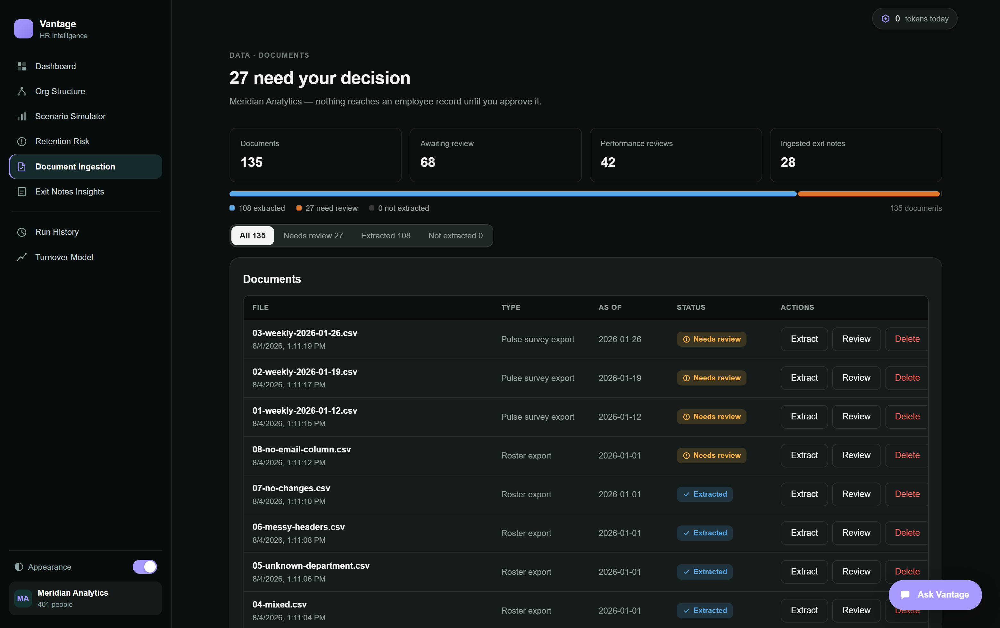 Vantage
HR Intelligence
Dashboard
Org Structure
Scenario Simulator
Retention Risk
Document Ingestion
Exit Notes Insights
Run History
Turnover Model
Appearance
MA
Meridian Analytics
401 people
0 tokens today
DATA · DOCUMENTS
27 need your decision
Meridian Analytics — nothing reaches an employee record until you approve it.
Documents
135
Awaiting review
68
Performance reviews
42
Ingested exit notes
28
108 extracted 27 need review 0 not extracted 135 documents
All 135 Needs review 27 Extracted 108 Not extracted 0
Documents
FILE TYPE AS OF STATUS ACTIONS
03-weekly-2026-01-26.csv
8/4/2026, 1:11:19 PM
Pulse survey export 2026-01-26 Needs review Extract Review Delete
02-weekly-2026-01-19.csv
8/4/2026, 1:11:17 PM
Pulse survey export 2026-01-19 Needs review Extract Review Delete
01-weekly-2026-01-12.csv
8/4/2026, 1:11:15 PM
Pulse survey export 2026-01-12 Needs review Extract Review Delete
08-no-email-column.csv
8/4/2026, 1:11:12 PM
Roster export 2026-01-01 Needs review Extract Review Delete
07-no-changes.csv
8/4/2026, 1:11:10 PM
Roster export 2026-01-01 Extracted Extract Review Delete
06-messy-headers.csv
8/4/2026, 1:11:08 PM
Roster export 2026-01-01 Extracted Extract Review Delete
05-unknown-department.csv
8/4/2026, 1:11:06 PM
Roster export 2026-01-01 Extracted Extract Review Delete
04-mixed.csv
8/4/2026, 1:11:04 PM
Roster export 2026-01-01 Extracted Extract Review Delete
Ask Vantage